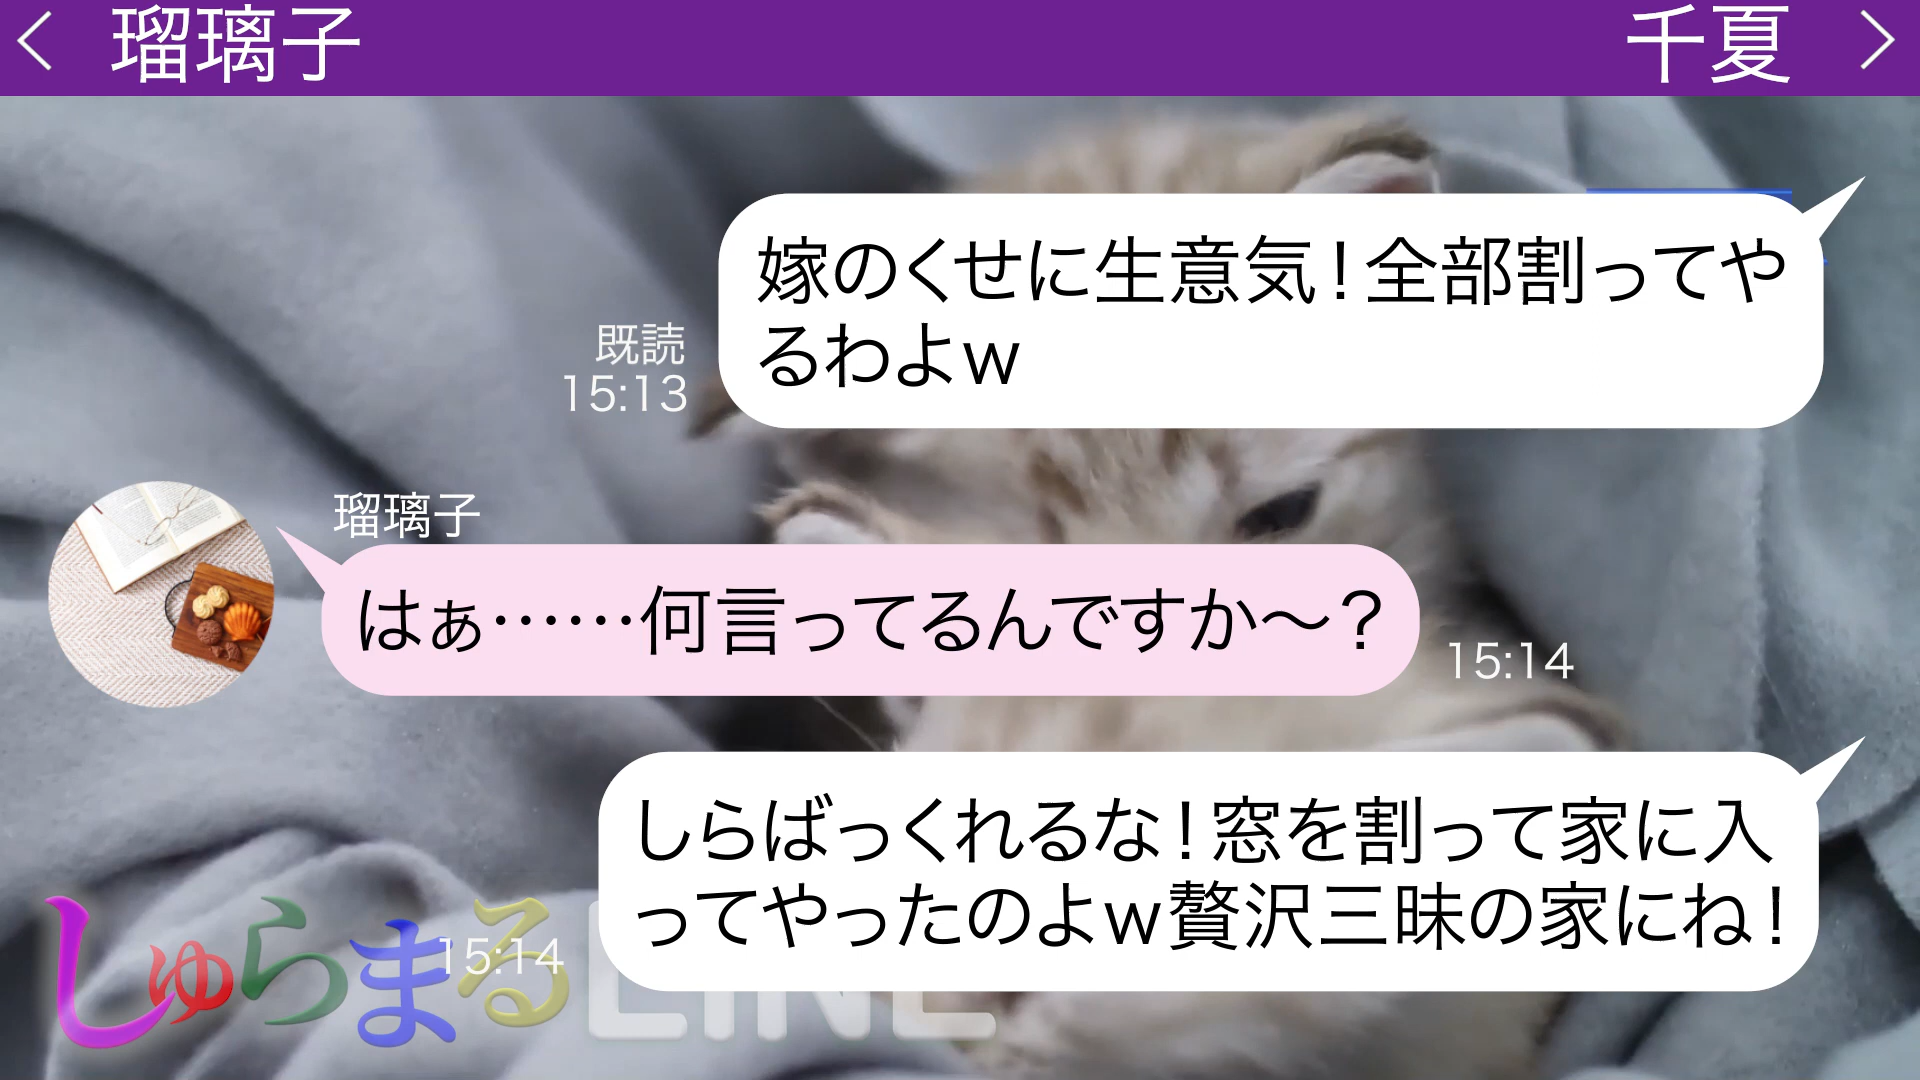 瑠璃子
千夏
嫁のくせに生意気！全部割ってや
るわよw
既読
15:13
瑠璃子
はぁ……何言ってるんですか～？
15:14
しらばっくれるな！窓を割って家に入
ってやったのよw贅沢三昧の家にね！
15:14
しゅらまるLINE